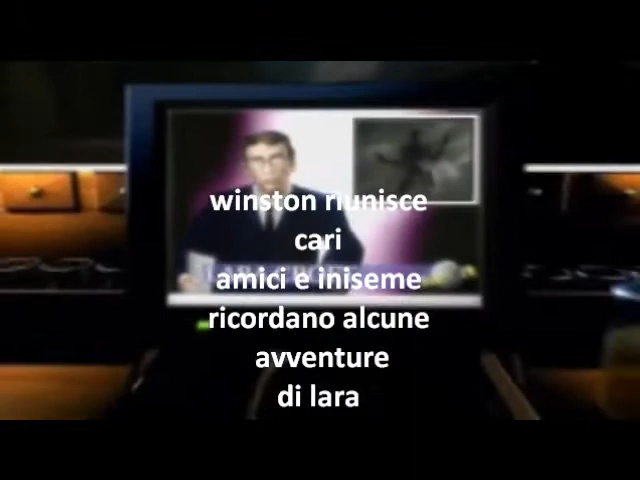 winston riunisce
cari
amici e iniseme
ricordano alcune
avventure
di lara